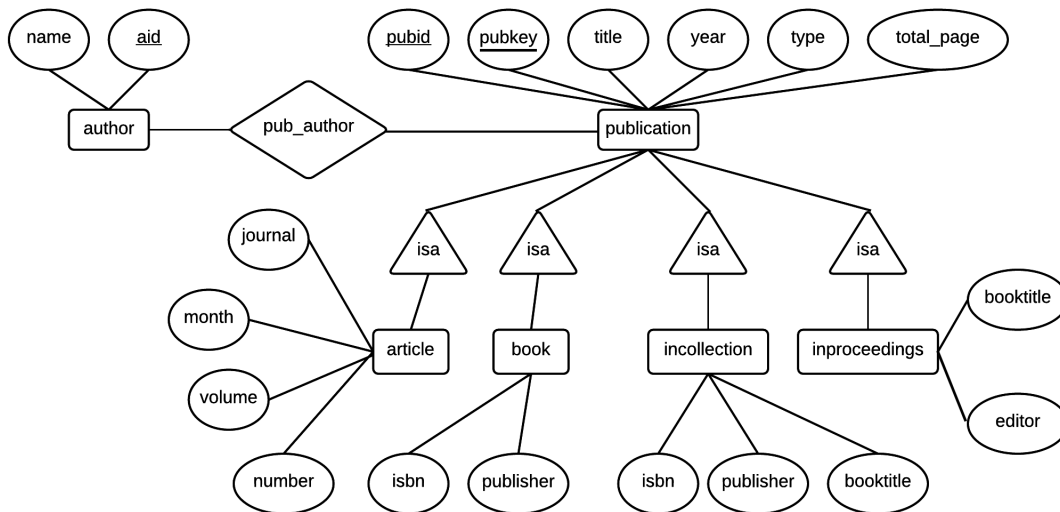 name
aid
pubid
pubkey
title
year
type
total_page
author
pub_author
publication
journal
isa
isa
isa
isa
month
booktitle
article
book
incollection
inproceedings
volume
editor
number
isbn
publisher
isbn
publisher
booktitle